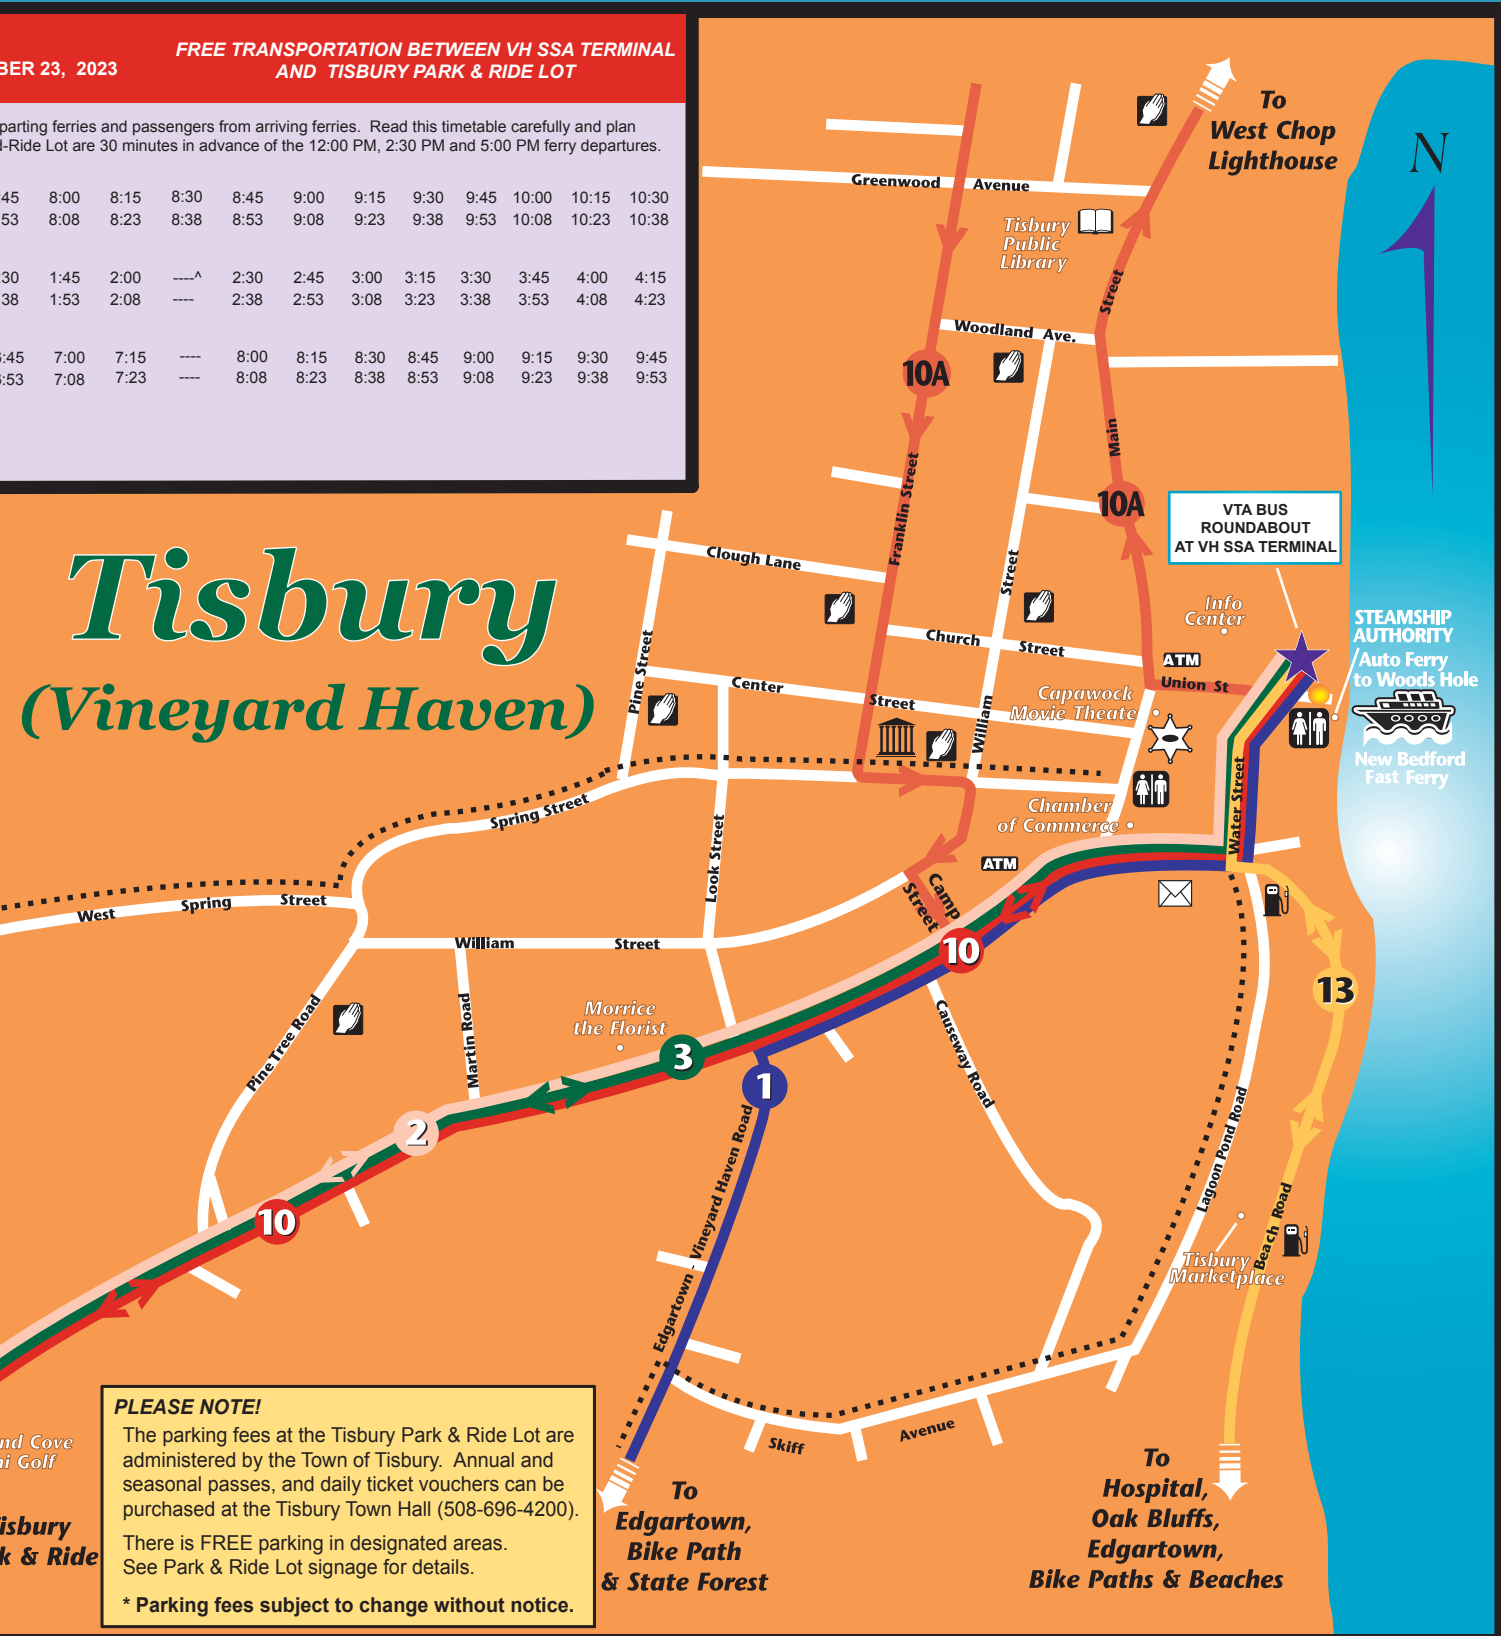 BER 23, 2023
FREE TRANSPORTATION BETWEEN VH SSA TERMINAL
AND TISBURY PARK & RIDE LOT
parting ferries and passengers from arriving ferries. Read this timetable carefully and plan
d-Ride Lot are 30 minutes in advance of the 12:00 PM, 2:30 PM and 5:00 PM ferry departures.
:45 8:00 8:15 8:30 8:45 9:00 9:15 9:30 9:45 10:00 10:15 10:30
:53 8:08 8:23 8:38 8:53 9:08 9:23 9:38 9:53 10:08 10:23 10:38
:30 1:45 2:00 ----^ 2:30 2:45 3:00 3:15 3:30 3:45 4:00 4:15
:38 1:53 2:08 ---- 2:38 2:53 3:08 3:23 3:38 3:53 4:08 4:23
:45 7:00 7:15 ---- 8:00 8:15 8:30 8:45 9:00 9:15 9:30 9:45
:53 7:08 7:23 ---- 8:08 8:23 8:38 8:53 9:08 9:23 9:38 9:53
To
West Chop
Lighthouse
N
Greenwood Avenue
Tisbury
Public
Library
Street
Woodland Ave.
10A
Main
Franklin Street
10A
VTA BUS
ROUNDABOUT
AT VH SSA TERMINAL
Tisbury
(Vineyard Haven)
Clough Lane
Street
Info
Center
STEAMSHIP
AUTHORITY
Auto Ferry
to Woods Hole
New Bedford
Fast Ferry
Church Street
ATM
Union St
Pine Street
Center Street
Capawock
Movie Theater
William
Water Street
Chamber
of Commerce
Spring Street
Look Street
ATM
Camp
Street
West Spring Street
William Street
10
13
Pine Tree Road
Martin Road
Morrice
the Florist
Causeway Road
3
1
2
Edgartown - Vineyard Haven Road
Lagoon Pond Road
10
Beach Road
Tisbury
Marketplace
PLEASE NOTE!
The parking fees at the Tisbury Park & Ride Lot are
administered by the Town of Tisbury. Annual and
seasonal passes, and daily ticket vouchers can be
purchased at the Tisbury Town Hall (508-696-4200).
There is FREE parking in designated areas.
See Park & Ride Lot signage for details.
* Parking fees subject to change without notice.
nd Cove
ni Golf
isbury
k & Ride
Skiff Avenue
To
Edgartown,
Bike Path
& State Forest
To
Hospital,
Oak Bluffs,
Edgartown,
Bike Paths & Beaches